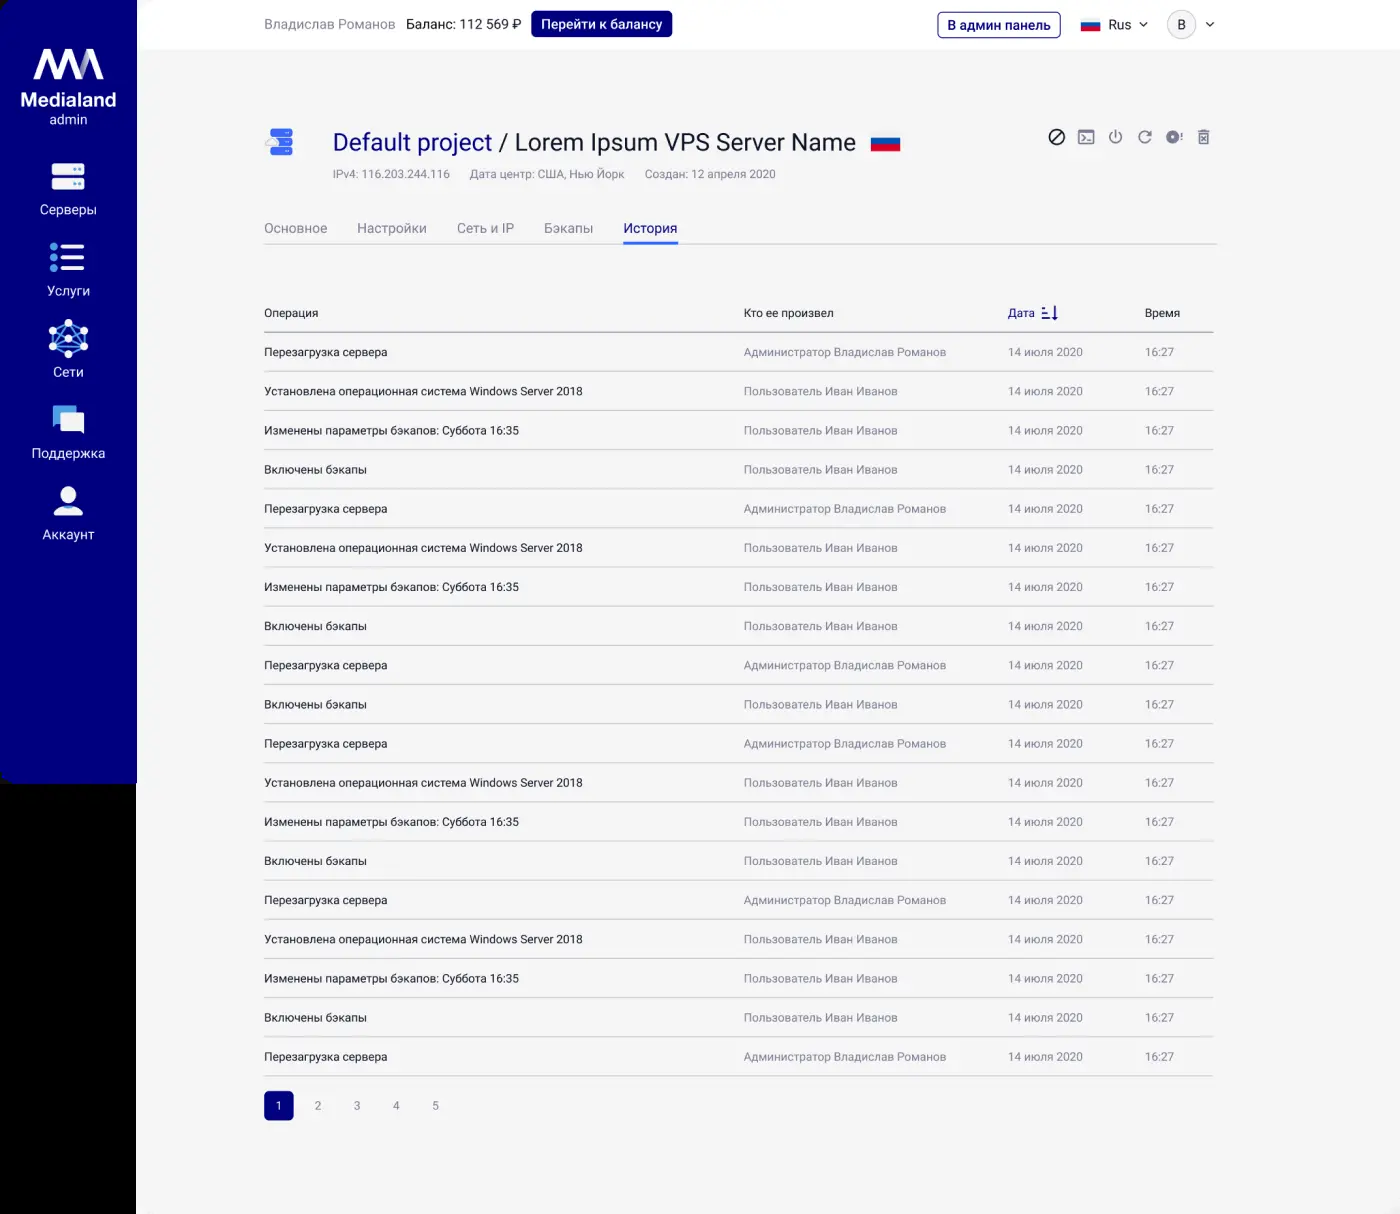 Владислав Романов Баланс: 112 569 ₽ Перейти к балансу В админ панель Rus В
Medialand
admin
Серверы
Услуги
Сети
Поддержка
Аккаунт
Default project / Lorem Ipsum VPS Server Name
IPv4: 116.203.244.116 Дата центр: США, Нью Йорк Создан: 12 апреля 2020
Основное Настройки Сеть и IP Бэкапы История
Операция Кто ее произвел Дата Время
Перезагрузка сервера Администратор Владислав Романов 14 июля 2020 16:27
Установлена операционная система Windows Server 2018 Пользователь Иван Иванов 14 июля 2020 16:27
Изменены параметры бэкапов: Суббота 16:35 Пользователь Иван Иванов 14 июля 2020 16:27
Включены бэкапы Пользователь Иван Иванов 14 июля 2020 16:27
Перезагрузка сервера Администратор Владислав Романов 14 июля 2020 16:27
Установлена операционная система Windows Server 2018 Пользователь Иван Иванов 14 июля 2020 16:27
Изменены параметры бэкапов: Суббота 16:35 Пользователь Иван Иванов 14 июля 2020 16:27
Включены бэкапы Пользователь Иван Иванов 14 июля 2020 16:27
Перезагрузка сервера Администратор Владислав Романов 14 июля 2020 16:27
Включены бэкапы Пользователь Иван Иванов 14 июля 2020 16:27
Перезагрузка сервера Администратор Владислав Романов 14 июля 2020 16:27
Установлена операционная система Windows Server 2018 Пользователь Иван Иванов 14 июля 2020 16:27
Изменены параметры бэкапов: Суббота 16:35 Пользователь Иван Иванов 14 июля 2020 16:27
Включены бэкапы Пользователь Иван Иванов 14 июля 2020 16:27
Перезагрузка сервера Администратор Владислав Романов 14 июля 2020 16:27
Установлена операционная система Windows Server 2018 Пользователь Иван Иванов 14 июля 2020 16:27
Изменены параметры бэкапов: Суббота 16:35 Пользователь Иван Иванов 14 июля 2020 16:27
Включены бэкапы Пользователь Иван Иванов 14 июля 2020 16:27
Перезагрузка сервера Администратор Владислав Романов 14 июля 2020 16:27
1 2 3 4 5